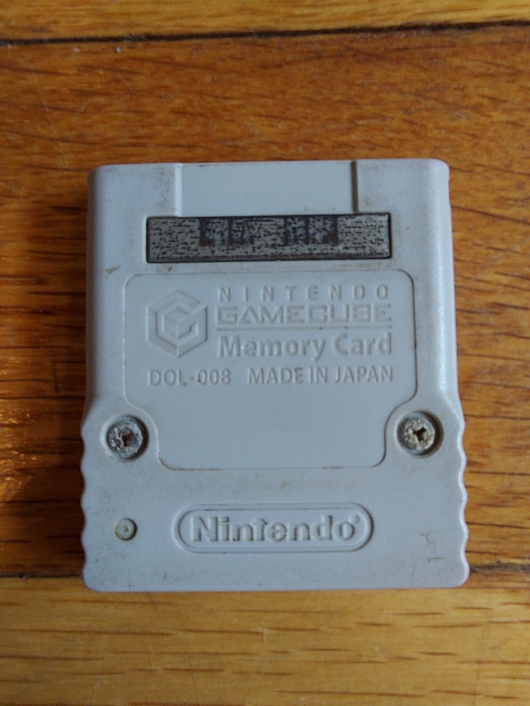 NINTENDO
GAMECUBE
Memory Card
DOL-008 MADE IN JAPAN
Nintendo®